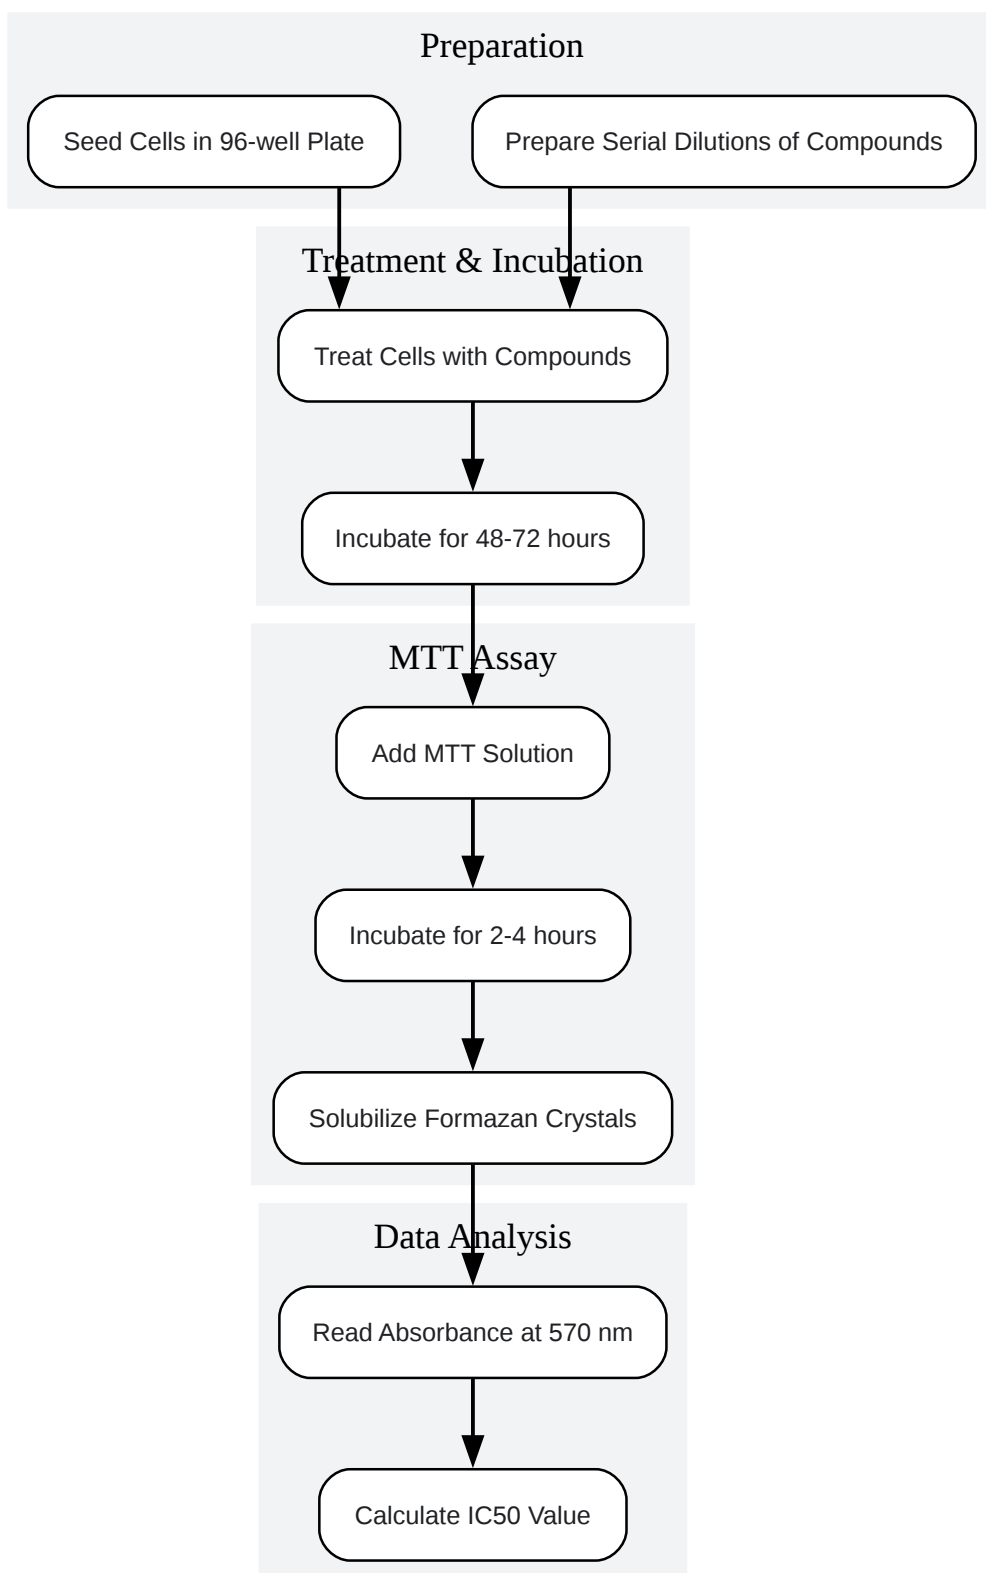 Preparation
Seed Cells in 96-well Plate
Prepare Serial Dilutions of Compounds
Treatment & Incubation
Treat Cells with Compounds
Incubate for 48-72 hours
MTT Assay
Add MTT Solution
Incubate for 2-4 hours
Solubilize Formazan Crystals
Data Analysis
Read Absorbance at 570 nm
Calculate IC50 Value